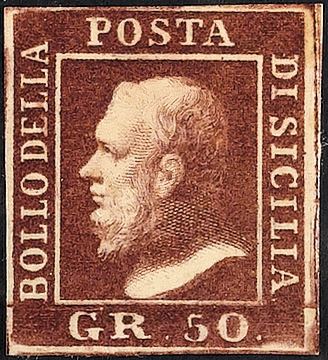 BOLLO DELLA
POSTA
DI SICILIA
GR. 50.